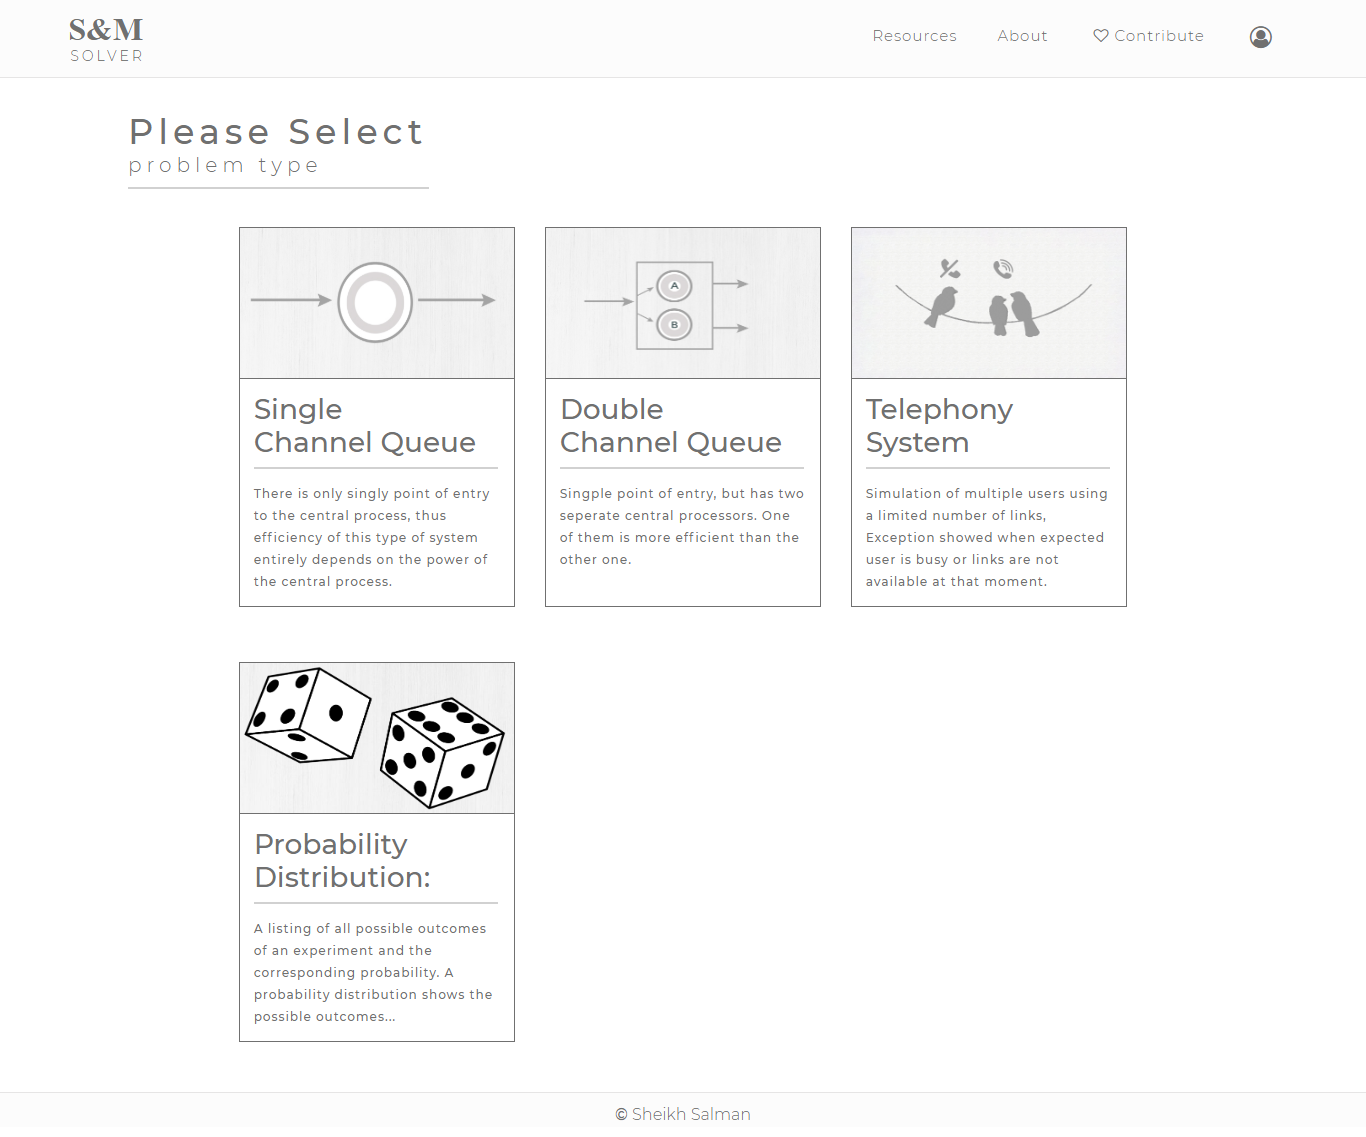 S&M
SOLVER
Resources
About
Contribute
Please Select
problem type
A
B
Single
Channel Queue
There is only singly point of entry
to the central process, thus
efficiency of this type of system
entirely depends on the power of
the central process.
Double
Channel Queue
Singple point of entry, but has two
seperate central processors. One
of them is more efficient than the
other one.
Telephony
System
Simulation of multiple users using
a limited number of links,
Exception showed when expected
user is busy or links are not
available at that moment.
Probability
Distribution:
A listing of all possible outcomes
of an experiment and the
corresponding probability. A
probability distribution shows the
possible outcomes...
© Sheikh Salman